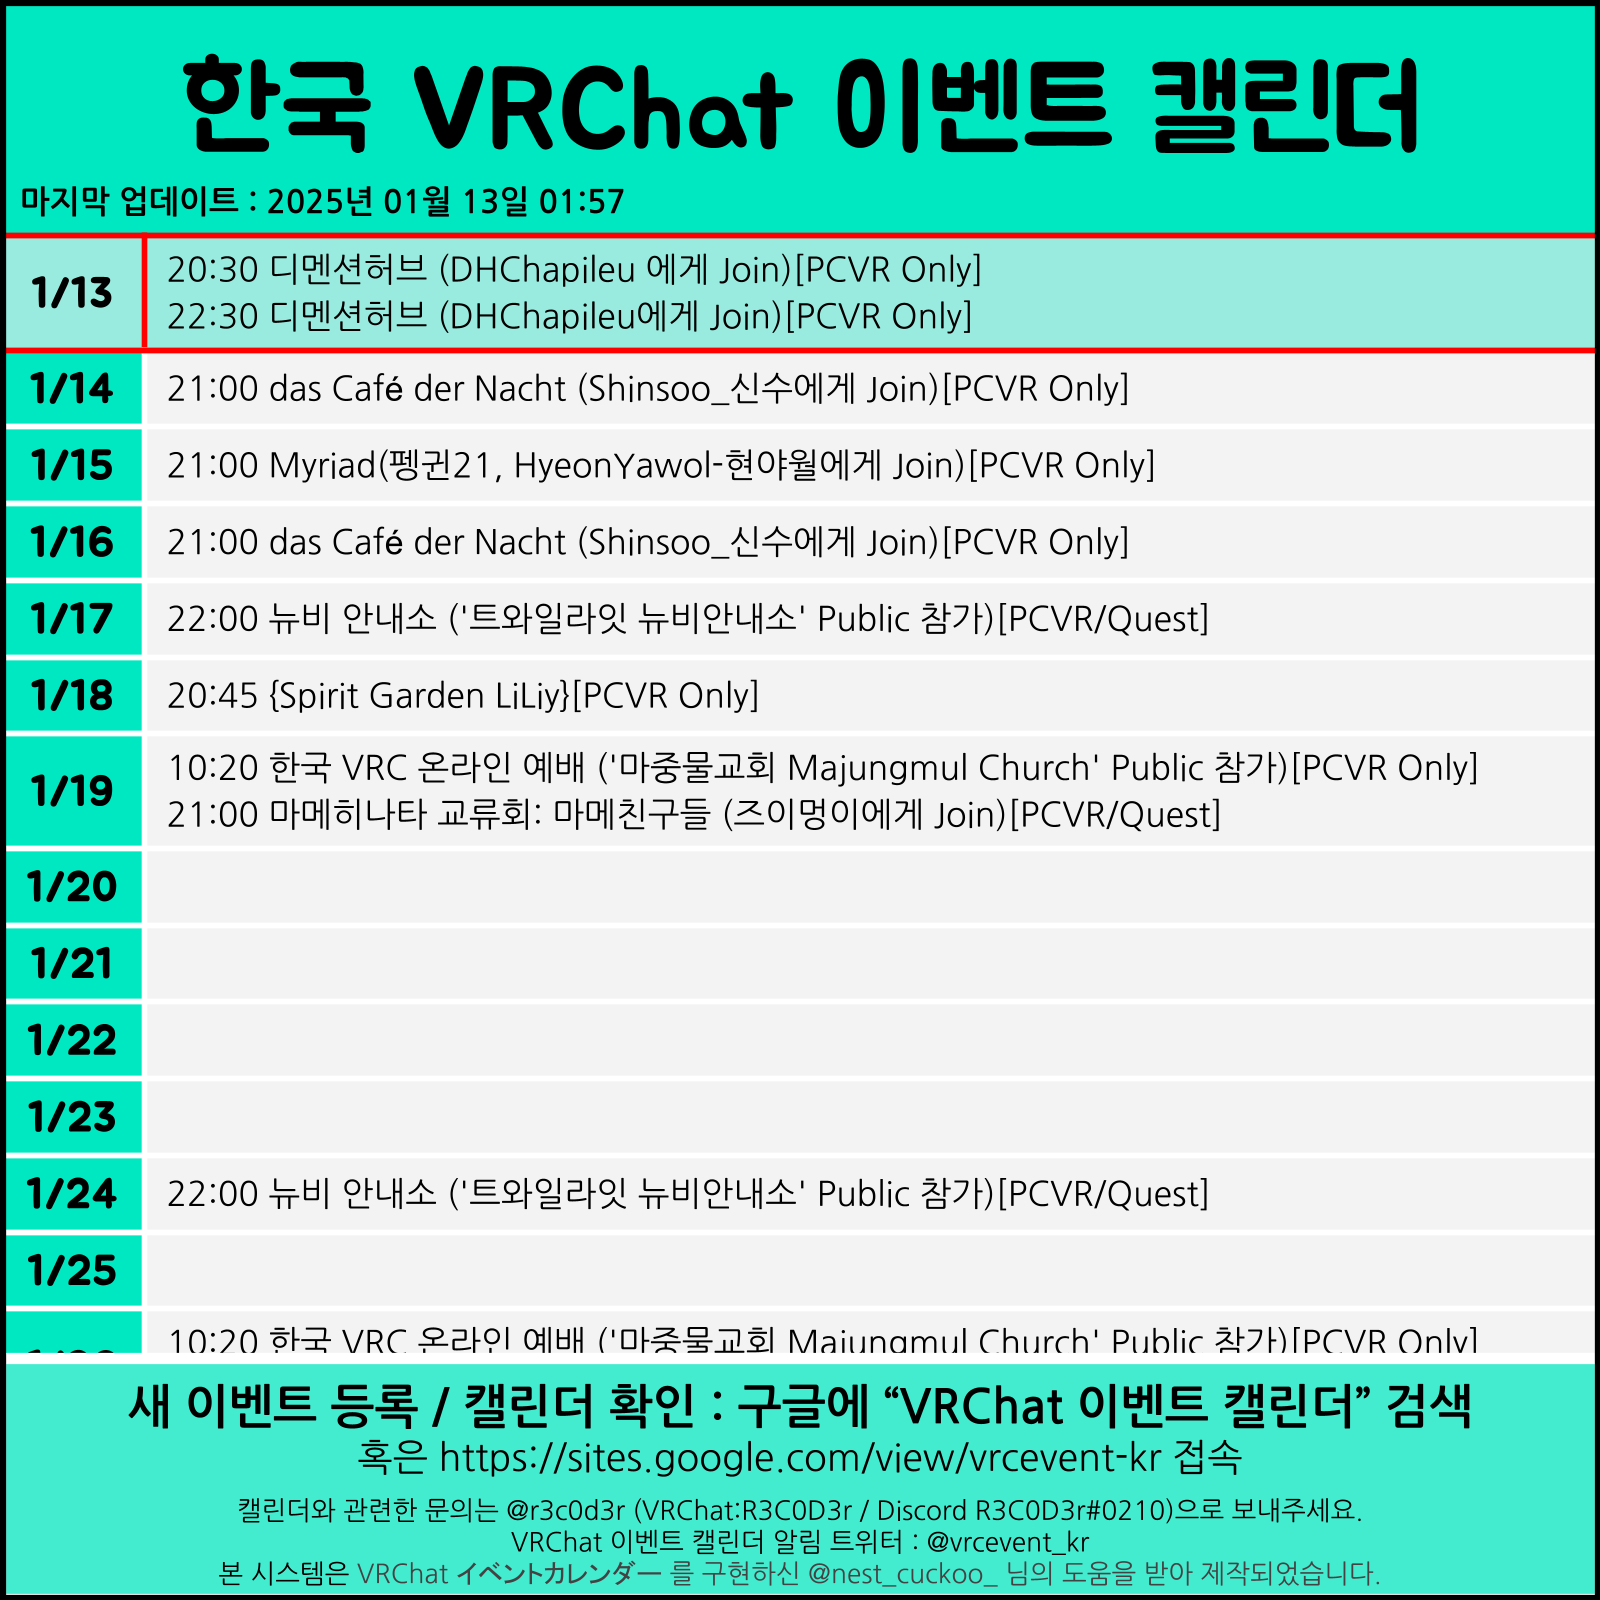 한국 VRChat 이벤트 캘린더
마지막 업데이트 : 2025년 01월 13일 01:57
1/13
20:30 디멘션허브 (DHChapileu 에게 Join)[PCVR Only]
22:30 디멘션허브 (DHChapileu에게 Join)[PCVR Only]
1/14
21:00 das Café der Nacht (Shinsoo_신수에게 Join)[PCVR Only]
1/15
21:00 Myriad(펭귄21, HyeonYawol-현야월에게 Join)[PCVR Only]
1/16
21:00 das Café der Nacht (Shinsoo_신수에게 Join)[PCVR Only]
1/17
22:00 뉴비 안내소 ('트와일라잇 뉴비안내소' Public 참가)[PCVR/Quest]
1/18
20:45 {Spirit Garden LiLiy}[PCVR Only]
1/19
10:20 한국 VRC 온라인 예배 ('마중물교회 Majungmul Church' Public 참가)[PCVR Only]
21:00 마메히나타 교류회: 마메친구들 (즈이멍이에게 Join)[PCVR/Quest]
1/20
1/21
1/22
1/23
1/24
22:00 뉴비 안내소 ('트와일라잇 뉴비안내소' Public 참가)[PCVR/Quest]
1/25
10:20 한국 VRC 온라인 예배 ('마중물교회 Majungmul Church' Public 참가)[PCVR Only]
새 이벤트 등록 / 캘린더 확인 : 구글에 “VRChat 이벤트 캘린더” 검색
혹은 https://sites.google.com/view/vrcevent-kr 접속
캘린더와 관련한 문의는 @r3c0d3r (VRChat:R3C0D3r / Discord R3C0D3r#0210)으로 보내주세요.
VRChat 이벤트 캘린더 알림 트위터 : @vrcevent_kr
본 시스템은 VRChat イベントカレンダー 를 구현하신 @nest_cuckoo_ 님의 도움을 받아 제작되었습니다.